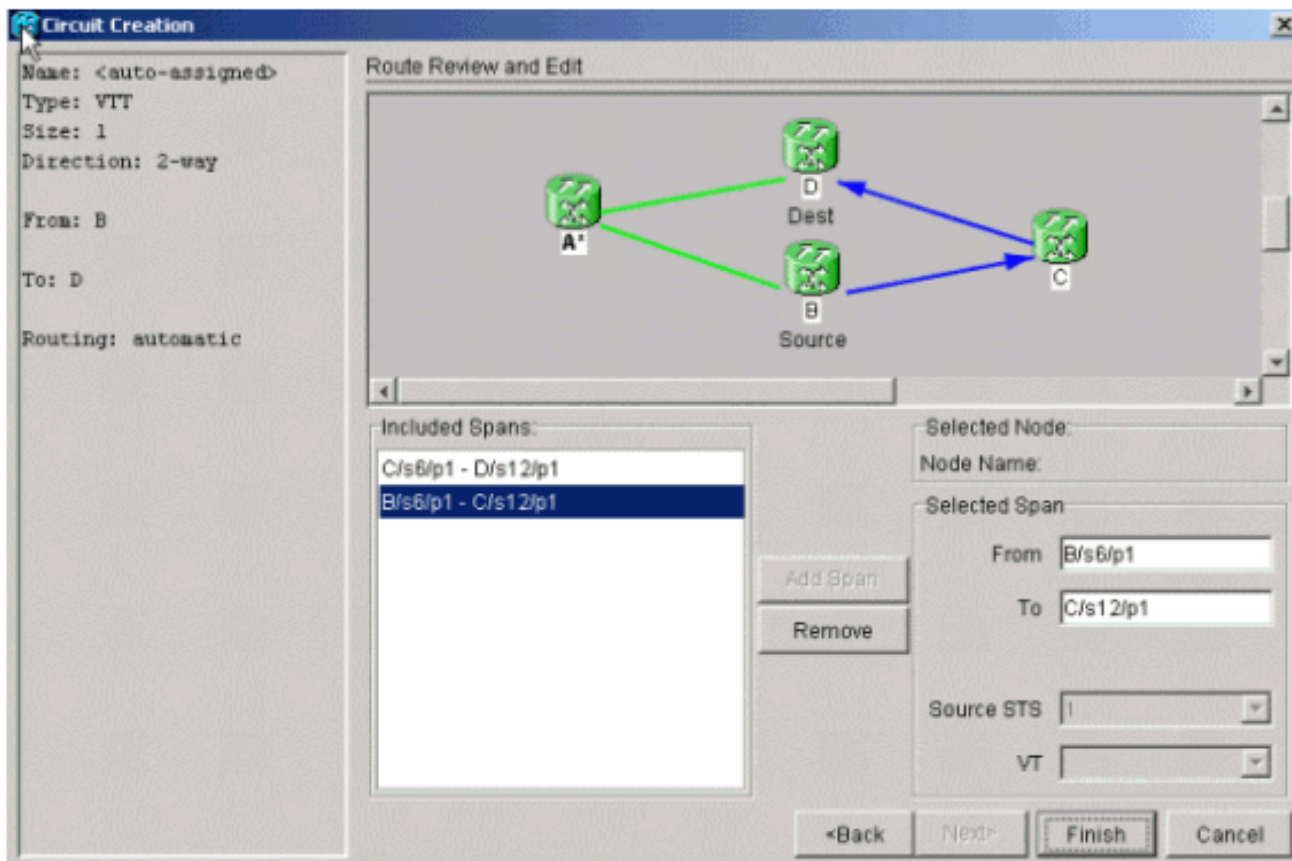 Circuit Creation
Name: <auto-assigned>
Type: VTT
Size: 1
Direction: 2-way
From: B
To: D
Routing: automatic
Route Review and Edit
D
Dest
A*
C
B
Source
Included Spans:
C/s6/p1 - D/s12/p1
B/s6/p1 - C/s12/p1
Add Span
Remove
Selected Node:
Node Name:
Selected Span
From B/s6/p1
To C/s12/p1
Source STS 1
VT
<Back Next> Finish Cancel